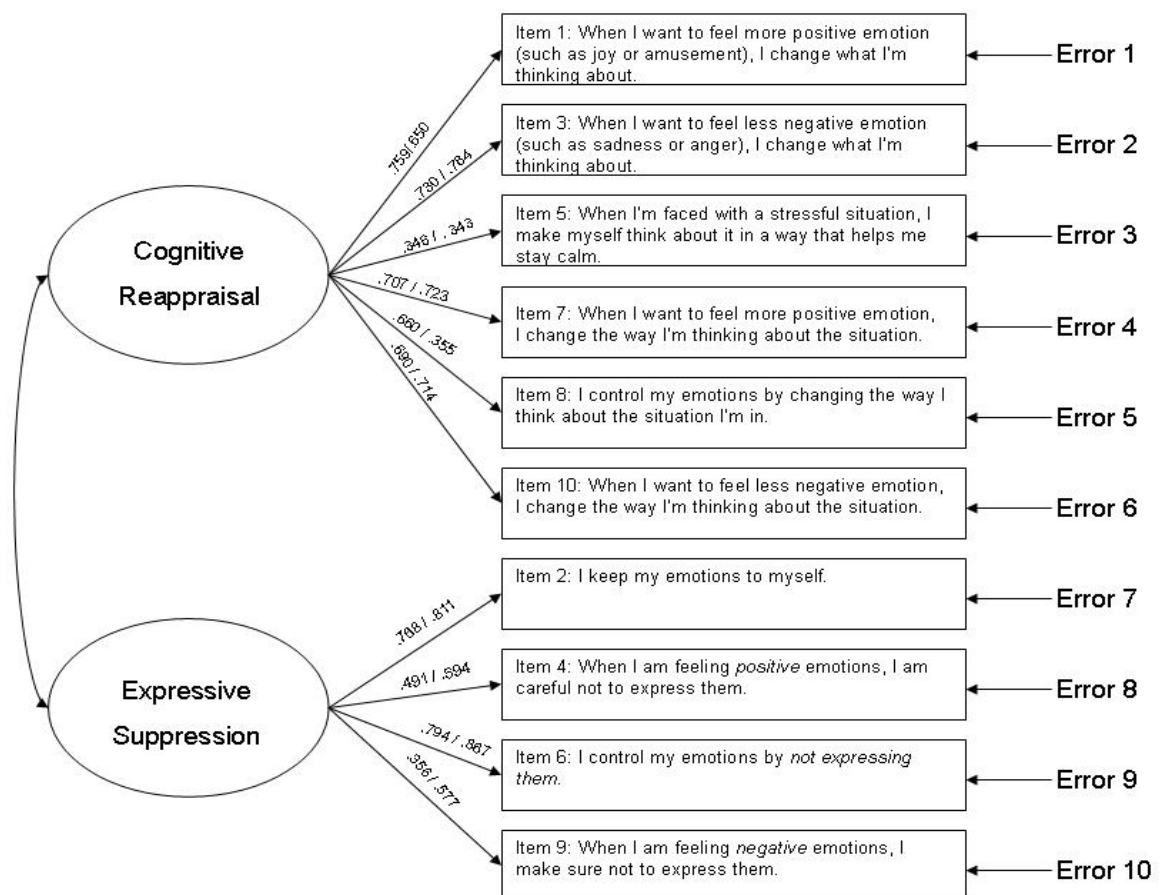 Item 1: When I want to feel more positive emotion
(such as joy or amusement), I change what I'm
thinking about.
Error 1
.759/.650
Item 3: When I want to feel less negative emotion
(such as sadness or anger), I change what I'm
thinking about.
Error 2
.730 / .784
Item 5: When I'm faced with a stressful situation, I
make myself think about it in a way that helps me
stay calm.
Error 3
.346 / .343
Cognitive
Reappraisal
Item 7: When I want to feel more positive emotion,
I change the way I'm thinking about the situation.
Error 4
.707 / .723
Item 8: I control my emotions by changing the way I
think about the situation I'm in.
Error 5
.660 / .355
Item 10: When I want to feel less negative emotion,
I change the way I'm thinking about the situation.
Error 6
.690 / .714
Item 2: I keep my emotions to myself.
Error 7
.768 / .811
Item 4: When I am feeling positive emotions, I am
careful not to express them.
Error 8
.491 / .594
Expressive
Suppression
Item 6: I control my emotions by not expressing
them.
Error 9
.794 / .867
Item 9: When I am feeling negative emotions, I
make sure not to express them.
Error 10
.356 / .577